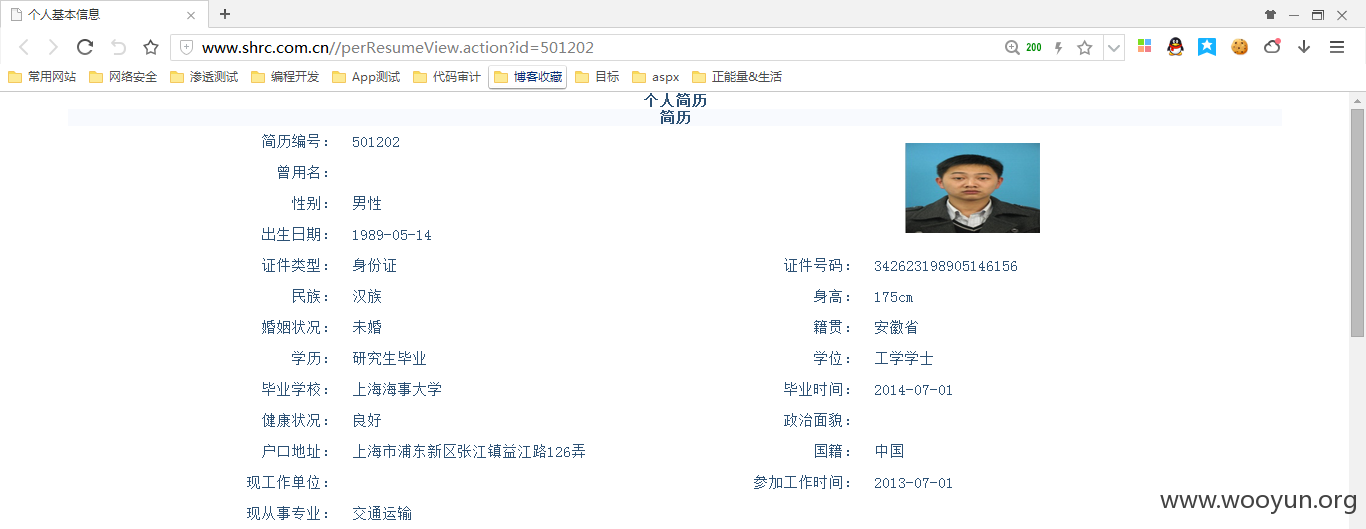 个人基本信息
www.shrc.com.cn//perResumeView.action?id=501202
200
常用网站 网络安全 渗透测试 编程开发 App测试 代码审计 博客收藏 目标 aspx 正能量&生活
个人简历
简历
简历编号： 501202
曾用名：
性别： 男性
出生日期： 1989-05-14
证件类型： 身份证 证件号码： 342623198905146156
民族： 汉族 身高： 175cm
婚姻状况： 未婚 籍贯： 安徽省
学历： 研究生毕业 学位： 工学学士
毕业学校： 上海海事大学 毕业时间： 2014-07-01
健康状况： 良好 政治面貌：
户口地址： 上海市浦东新区张江镇益江路126弄 国籍： 中国
现工作单位： 参加工作时间： 2013-07-01
现从事专业： 交通运输
www.wooyun.org